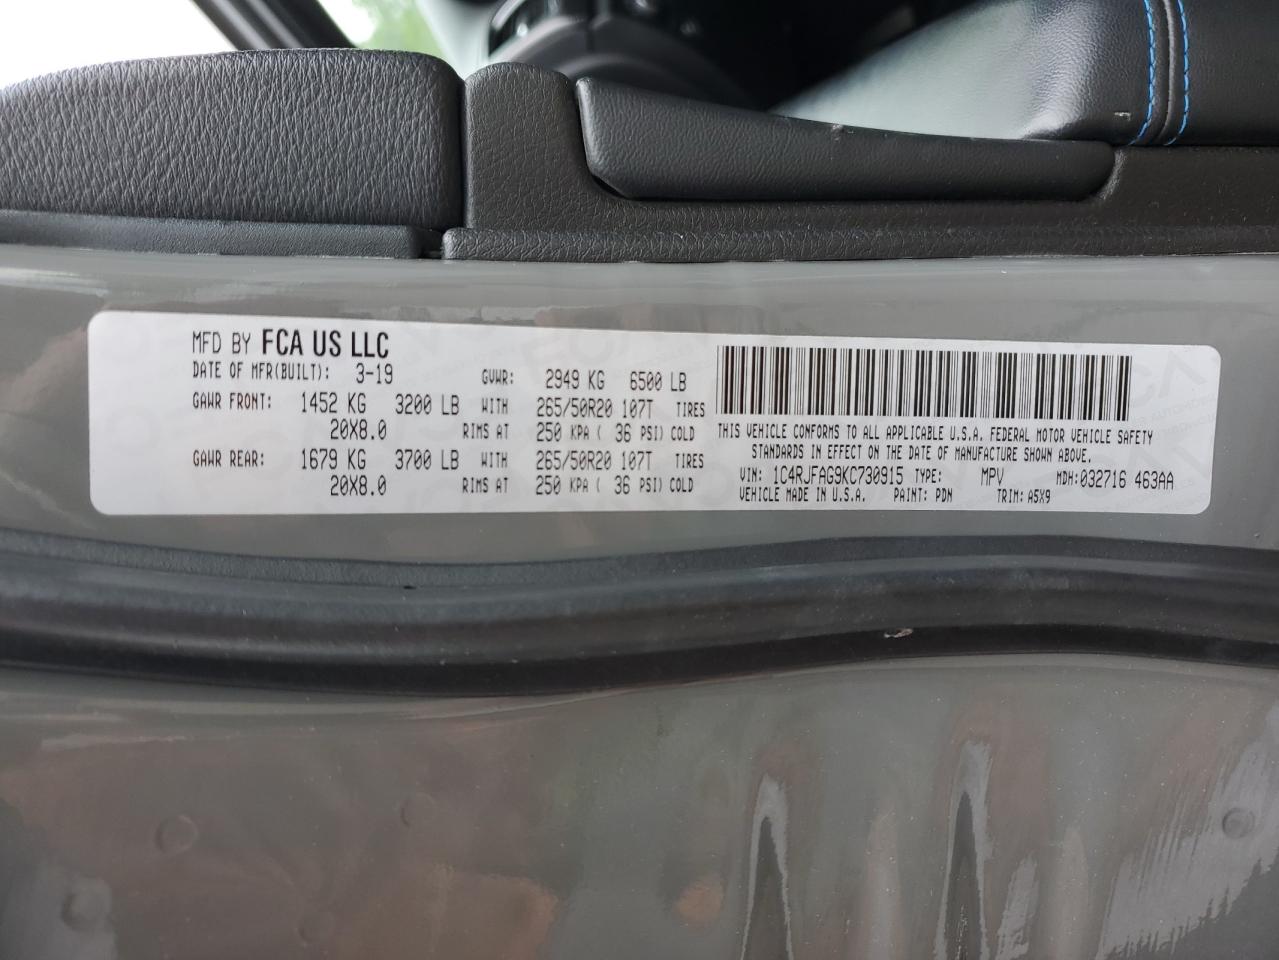 MFD BY FCA US LLC
DATE OF MFR(BUILT): 3-19 GVWR: 2949 KG 6500 LB
GAWR FRONT: 1452 KG 3200 LB WITH 265/50R20 107T TIRES
20X8.0 RIMS AT 250 KPA ( 36 PSI) COLD
GAWR REAR: 1679 KG 3700 LB WITH 265/50R20 107T TIRES
20X8.0 RIMS AT 250 KPA ( 36 PSI) COLD
THIS VEHICLE CONFORMS TO ALL APPLICABLE U.S.A. FEDERAL MOTOR VEHICLE SAFETY
STANDARDS IN EFFECT ON THE DATE OF MANUFACTURE SHOWN ABOVE.
VIN: 1C4RJFAG9KC730915 TYPE: MPV MDH:032716 463AA
VEHICLE MADE IN U.S.A. PAINT: PDN TRIM: A5X9